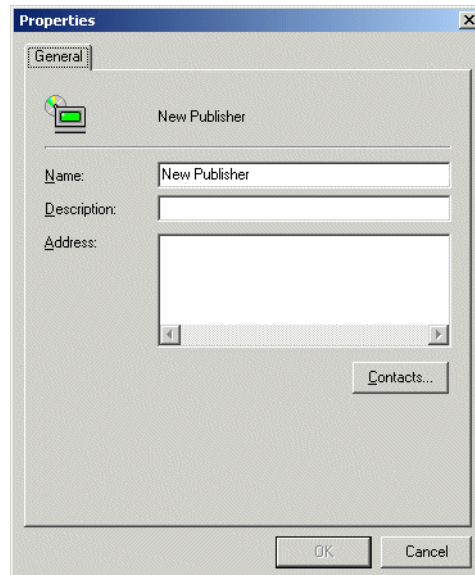 Properties
General
New Publisher
Name: New Publisher
Description:
Address:
Contacts...
OK Cancel